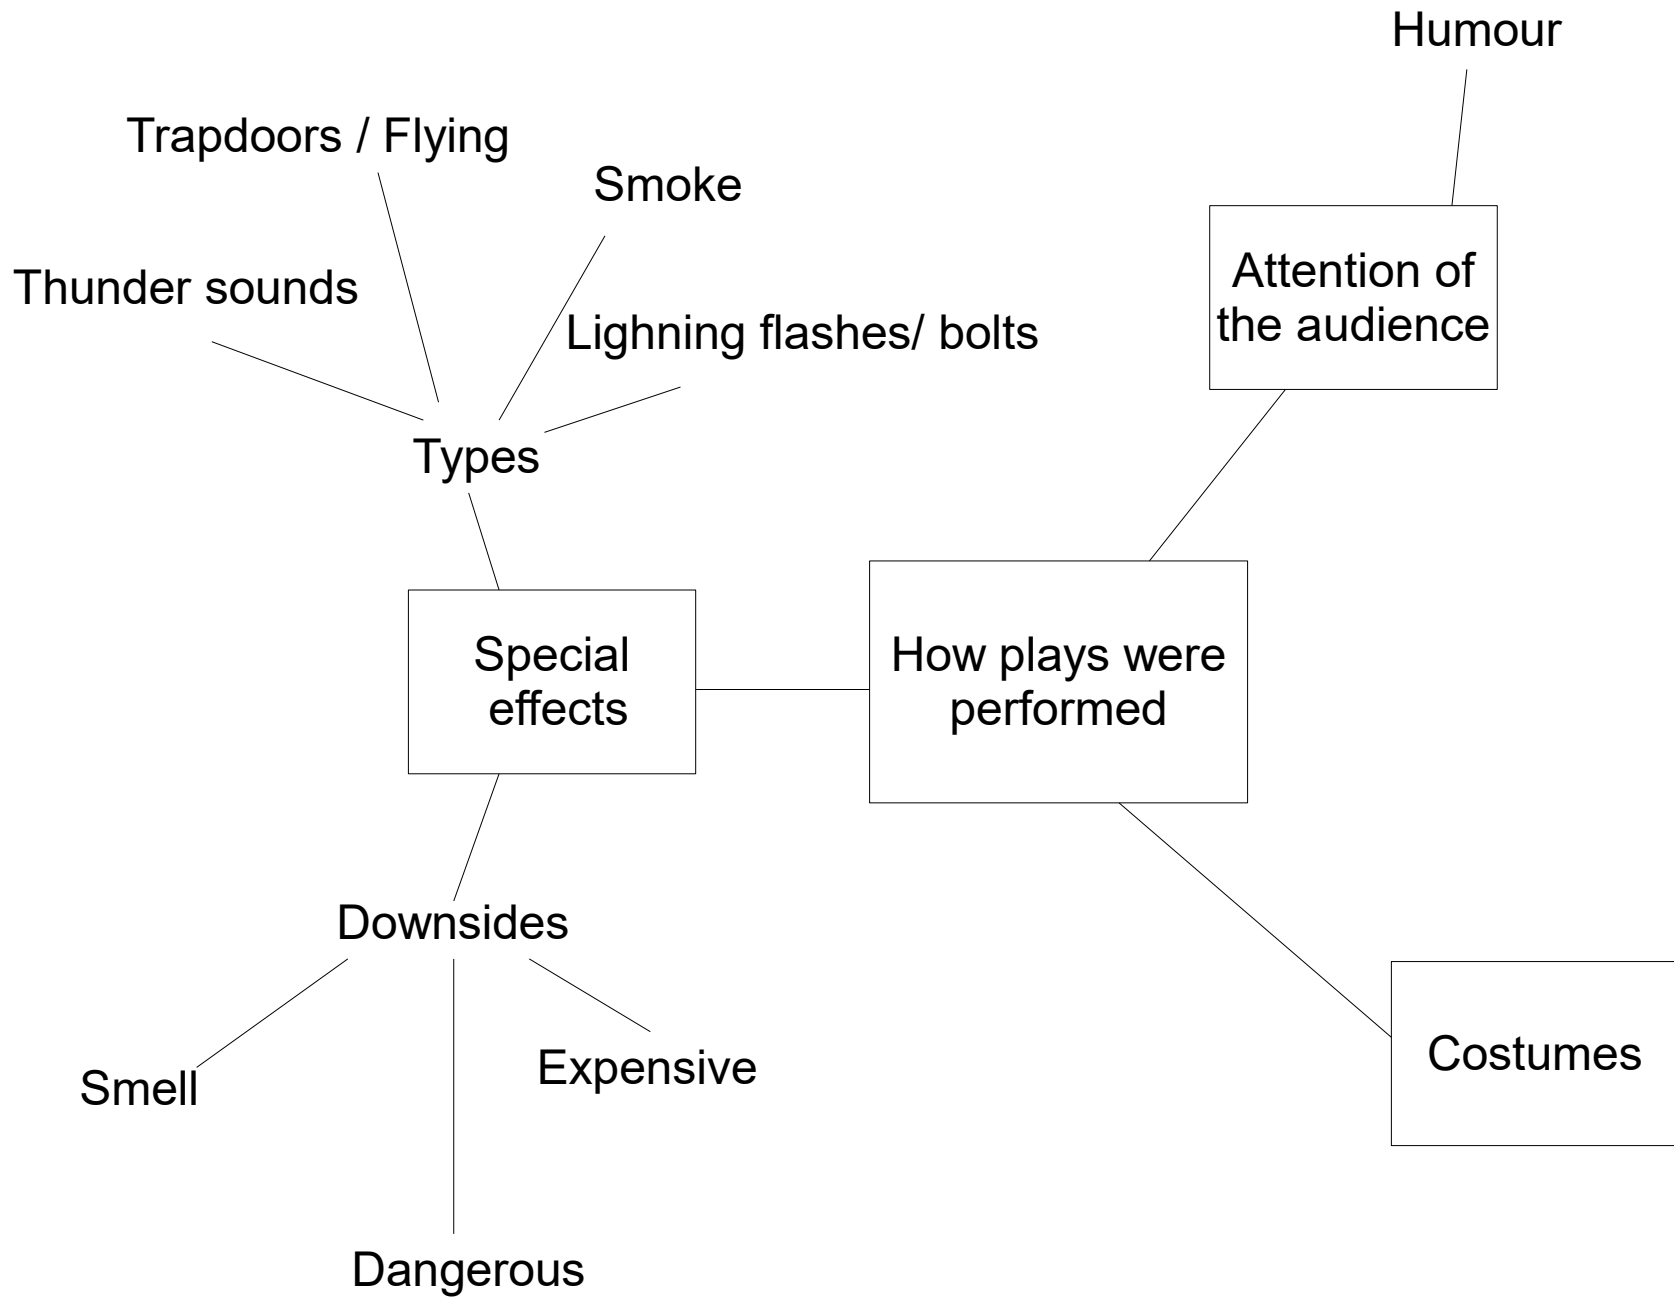 Humour
Trapdoors / Flying
Smoke
Attention of
the audience
Thunder sounds
Lighning flashes/ bolts
Types
Special
effects
How plays were
performed
Downsides
Smell
Expensive
Costumes
Dangerous